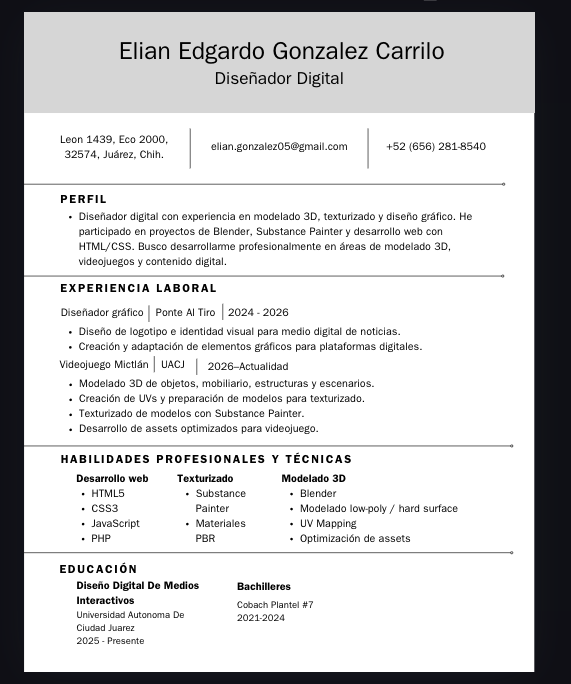 Elian Edgardo Gonzalez Carrilo
Diseñador Digital
Leon 1439, Eco 2000,
32574, Juárez, Chih.
elian.gonzalez05@gmail.com
+52 (656) 281-8540
PERFIL
• Diseñador digital con experiencia en modelado 3D, texturizado y diseño gráfico. He
participado en proyectos de Blender, Substance Painter y desarrollo web con
HTML/CSS. Busco desarrollarme profesionalmente en áreas de modelado 3D,
videojuegos y contenido digital.
EXPERIENCIA LABORAL
Diseñador gráfico | Ponte Al Tiro | 2024 - 2026
• Diseño de logotipo e identidad visual para medio digital de noticias.
• Creación y adaptación de elementos gráficos para plataformas digitales.
Videojuego Mictlán | UACJ | 2026–Actualidad
• Modelado 3D de objetos, mobiliario, estructuras y escenarios.
• Creación de UVs y preparación de modelos para texturizado.
• Texturizado de modelos con Substance Painter.
• Desarrollo de assets optimizados para videojuego.
HABILIDADES PROFESIONALES Y TÉCNICAS
Desarrollo web
• HTML5
• CSS3
• JavaScript
• PHP
Texturizado
• Substance
Painter
• Materiales
PBR
Modelado 3D
• Blender
• Modelado low-poly / hard surface
• UV Mapping
• Optimización de assets
EDUCACIÓN
Diseño Digital De Medios
Interactivos
Universidad Autonoma De
Ciudad Juarez
2025 - Presente
Bachilleres
Cobach Plantel #7
2021-2024